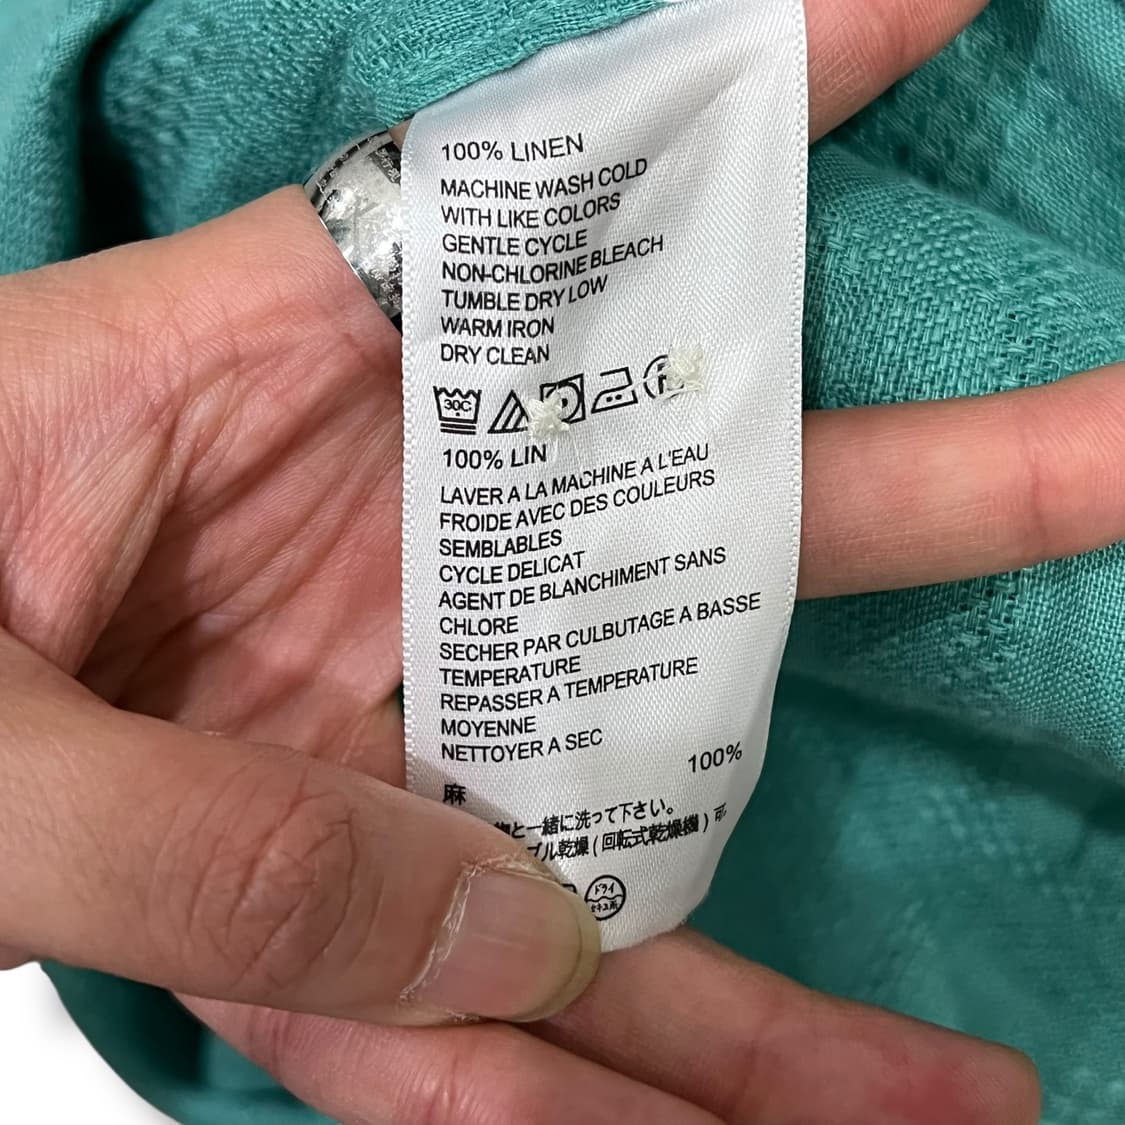 100% LINEN
MACHINE WASH COLD
WITH LIKE COLORS
GENTLE CYCLE
NON-CHLORINE BLEACH
TUMBLE DRY LOW
WARM IRON
DRY CLEAN
30C
100% LIN
LAVER A LA MACHINE A L'EAU
FROIDE AVEC DES COULEURS
SEMBLABLES
CYCLE DELICAT
AGENT DE BLANCHIMENT SANS
CHLORE
SECHER PAR CULBUTAGE A BASSE
TEMPERATURE
REPASSER A TEMPERATURE
MOYENNE
NETTOYER A SEC
麻 100%
と一緒に洗って下さい。
ブル乾燥(回転式乾燥機)可
ドライ